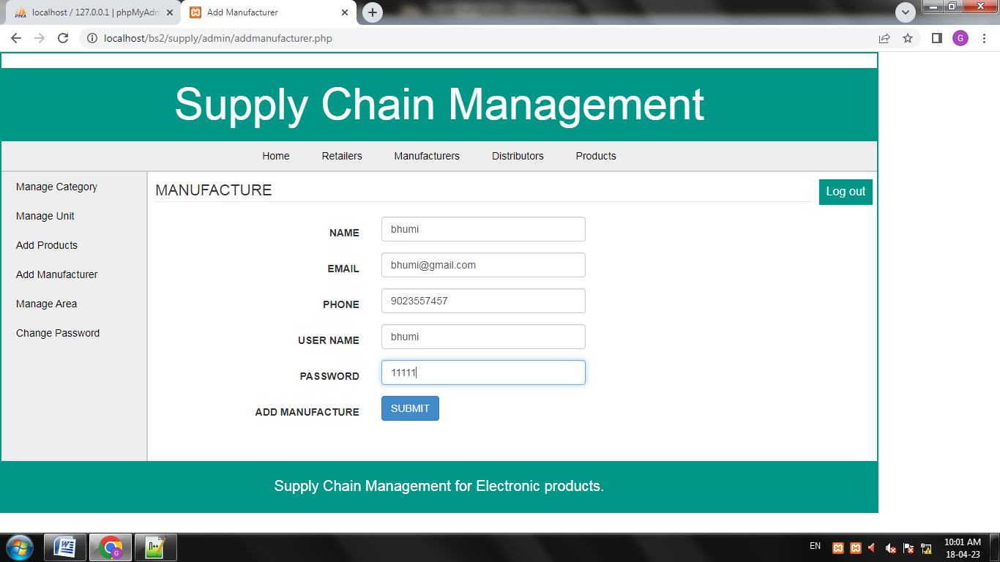 localhost / 127.0.0.1 | phpMyAdm
Add Manufacturer
localhost/bs2/supply/admin/addmanufacturer.php
G
Supply Chain Management
Home Retailers Manufacturers Distributors Products
Manage Category
Manage Unit
Add Products
Add Manufacturer
Manage Area
Change Password
MANUFACTURE
Log out
NAME bhumi
EMAIL bhumi@gmail.com
PHONE 9023557457
USER NAME bhumi
PASSWORD 11111
ADD MANUFACTURE SUBMIT
Supply Chain Management for Electronic products.
EN
10:01 AM
18-04-23